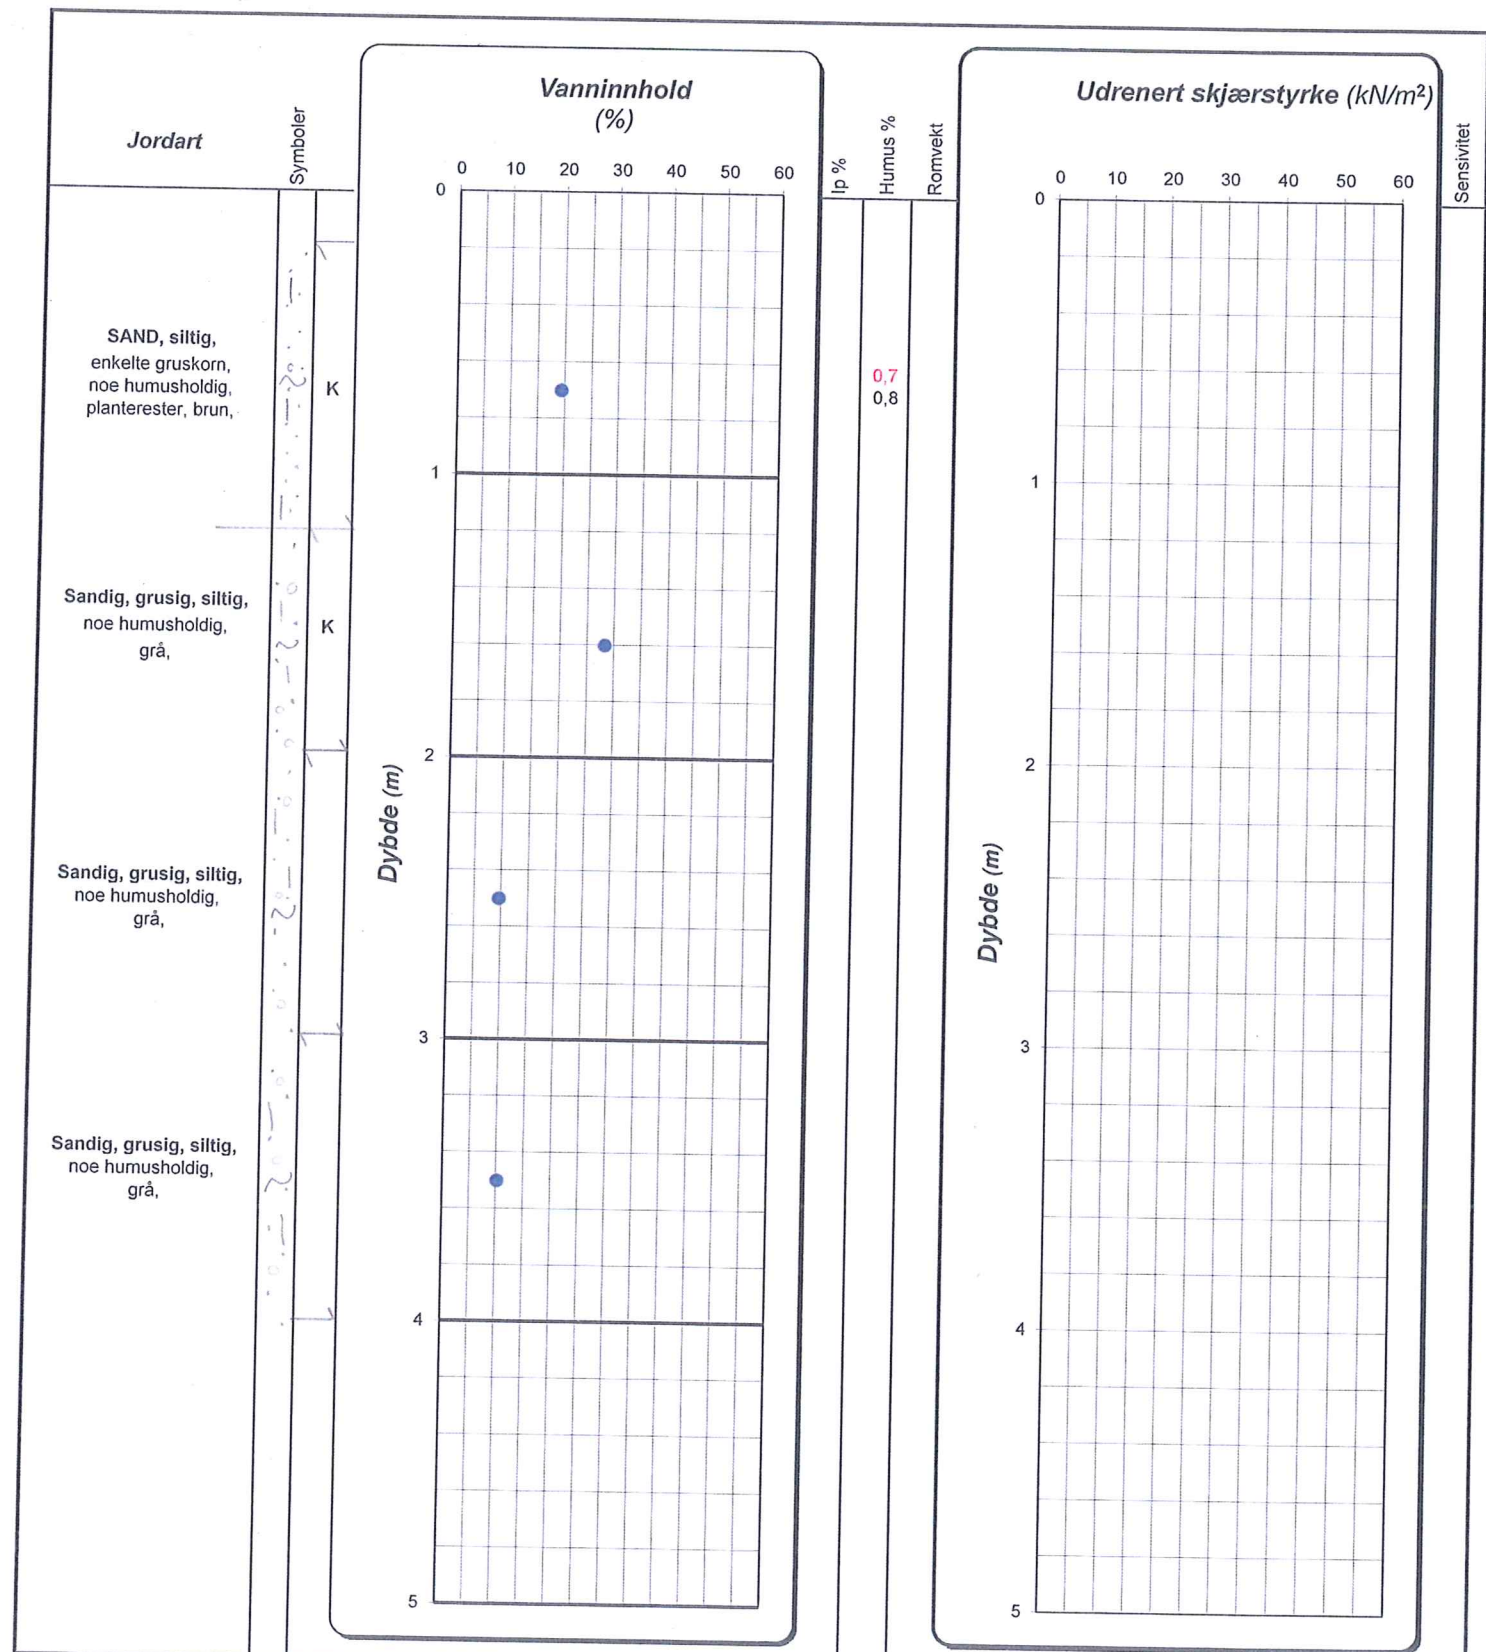 Jordart
Symboler
Vanninnhold
(%)
0 10 20 30 40 50 60
Ip %
Humus %
Romvekt
Udrenert skjærstyrke (kN/m²)
0 10 20 30 40 50 60
Sensivitet
SAND, siltig,
enkelte gruskorn,
noe humusholdig,
planterester, brun,
K
0,7
0,8
Sandig, grusig, siltig,
noe humusholdig,
grå,
K
Sandig, grusig, siltig,
noe humusholdig,
grå,
Sandig, grusig, siltig,
noe humusholdig,
grå,
Dybde (m)
0
1
2
3
4
5
Dybde (m)
0
1
2
3
4
5